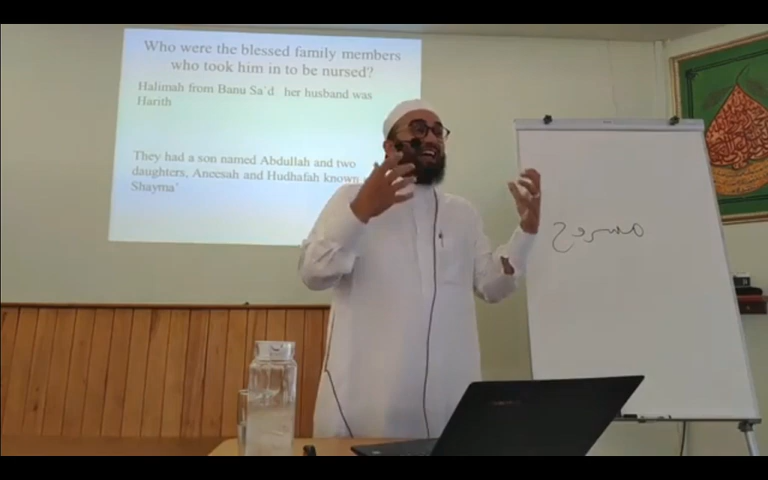 Who were the blessed family members
who took him in to be nursed?
Halimah from Banu Sa´d her husband was
Harith
They had a son named Abdullah and two
daughters, Aneesah and Hudhafah known
Shayma'
مسروح